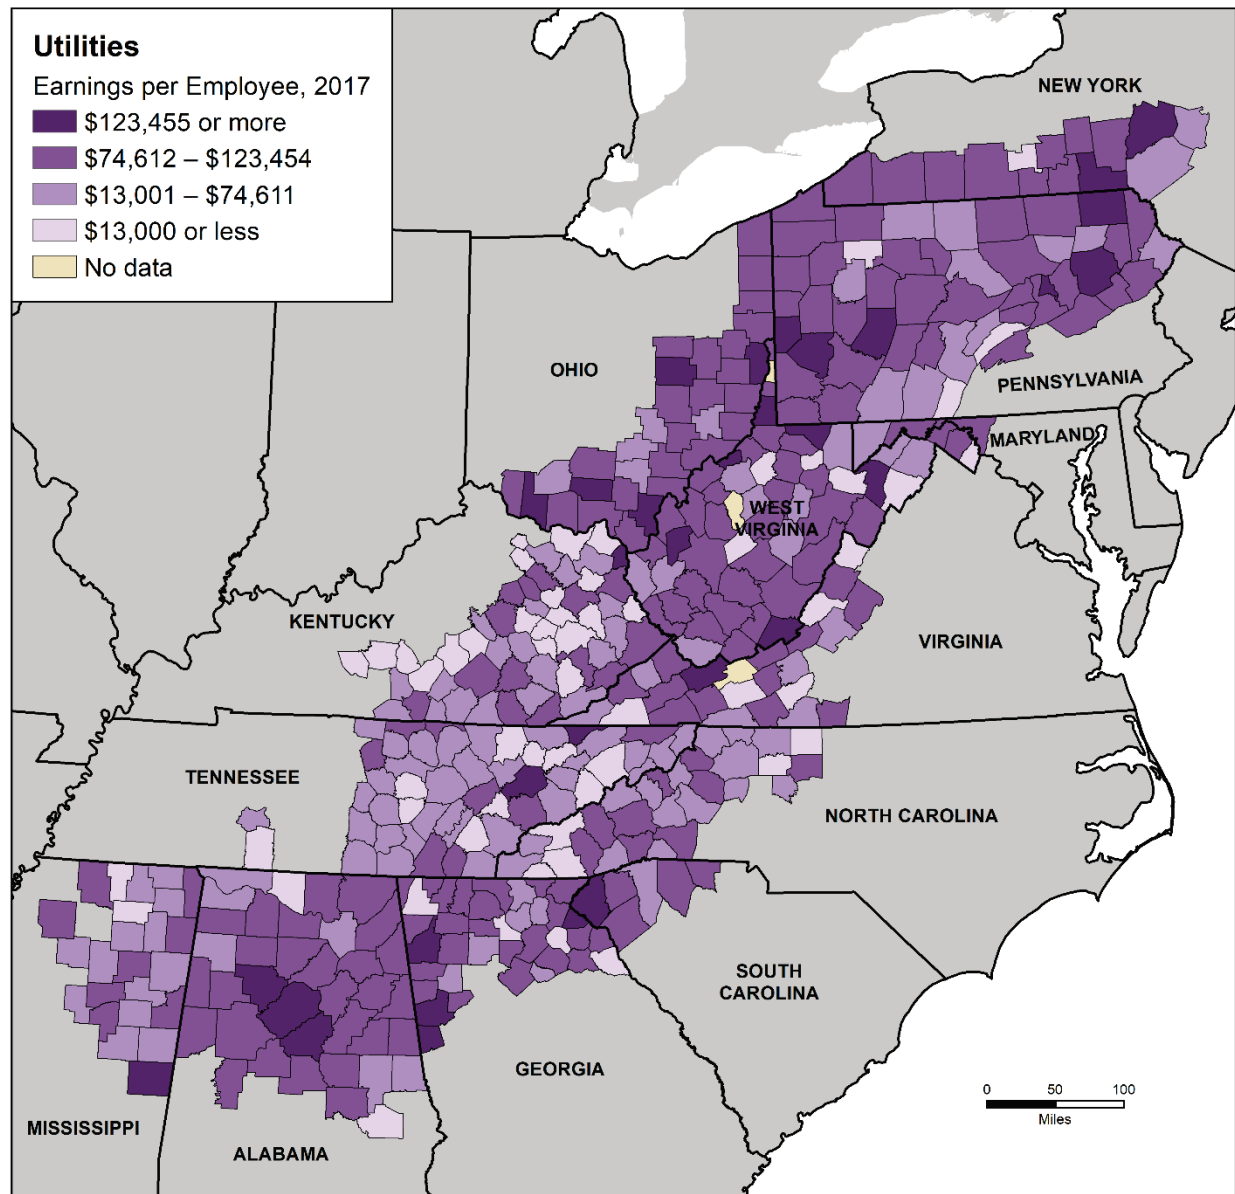 Utilities
Earnings per Employee, 2017
$123,455 or more
$74,612 – $123,454
$13,001 – $74,611
$13,000 or less
No data
NEW YORK
OHIO
PENNSYLVANIA
MARYLAND
WEST
VIRGINIA
KENTUCKY
VIRGINIA
TENNESSEE
NORTH CAROLINA
SOUTH
CAROLINA
GEORGIA
MISSISSIPPI
ALABAMA
0 50 100
Miles